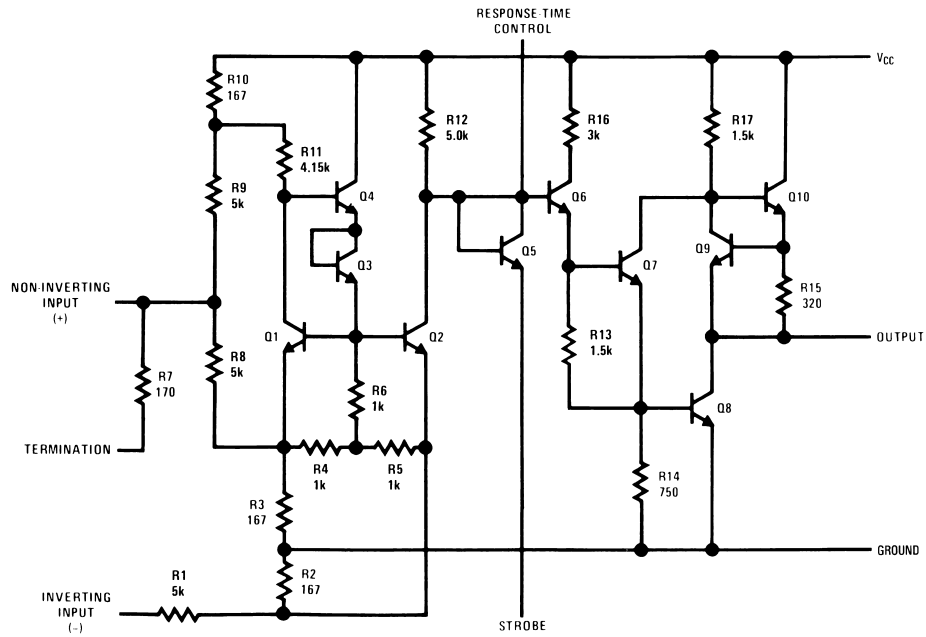 RESPONSE-TIME
CONTROL
VCC
R10
167
R11
4.15k
R12
5.0k
R16
3k
R17
1.5k
R9
5k
Q4
Q6
Q10
Q3
Q5
Q7
Q9
NON-INVERTING
INPUT
(+)
R15
320
Q1
Q2
R13
1.5k
OUTPUT
R8
5k
R7
170
R6
1k
Q8
TERMINATION
R4
1k
R5
1k
R14
750
R3
167
GROUND
R1
5k
R2
167
INVERTING
INPUT
(−)
STROBE